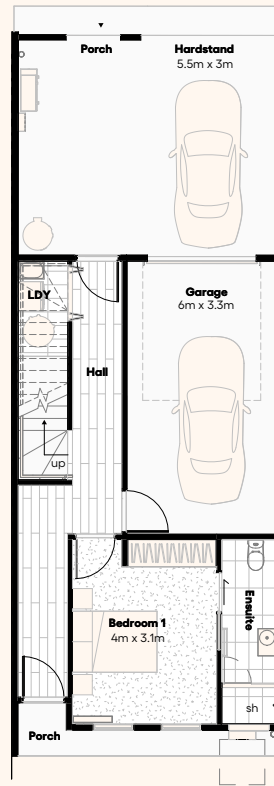 Porch
Hardstand
5.5m x 3m
LDY
Garage
6m x 3.3m
Hall
up
Bedroom 1
4m x 3.1m
Ensuite
sh
Porch